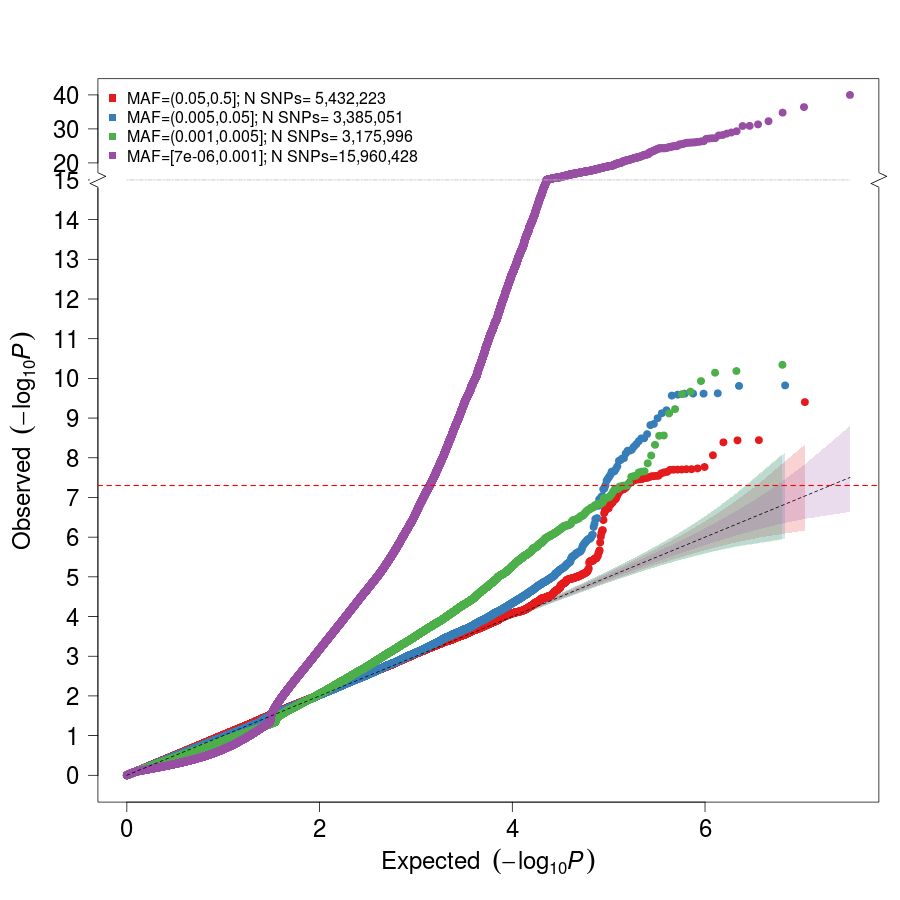 MAF=(0.05,0.5]; N SNPs= 5,432,223
MAF=(0.005,0.05]; N SNPs= 3,385,051
MAF=(0.001,0.005]; N SNPs= 3,175,996
MAF=[7e-06,0.001]; N SNPs=15,960,428
40
30
20
15
14
13
12
11
10
9
8
7
6
5
4
3
2
1
0
Observed (−log10P)
0 2 4 6
Expected (−log10P)